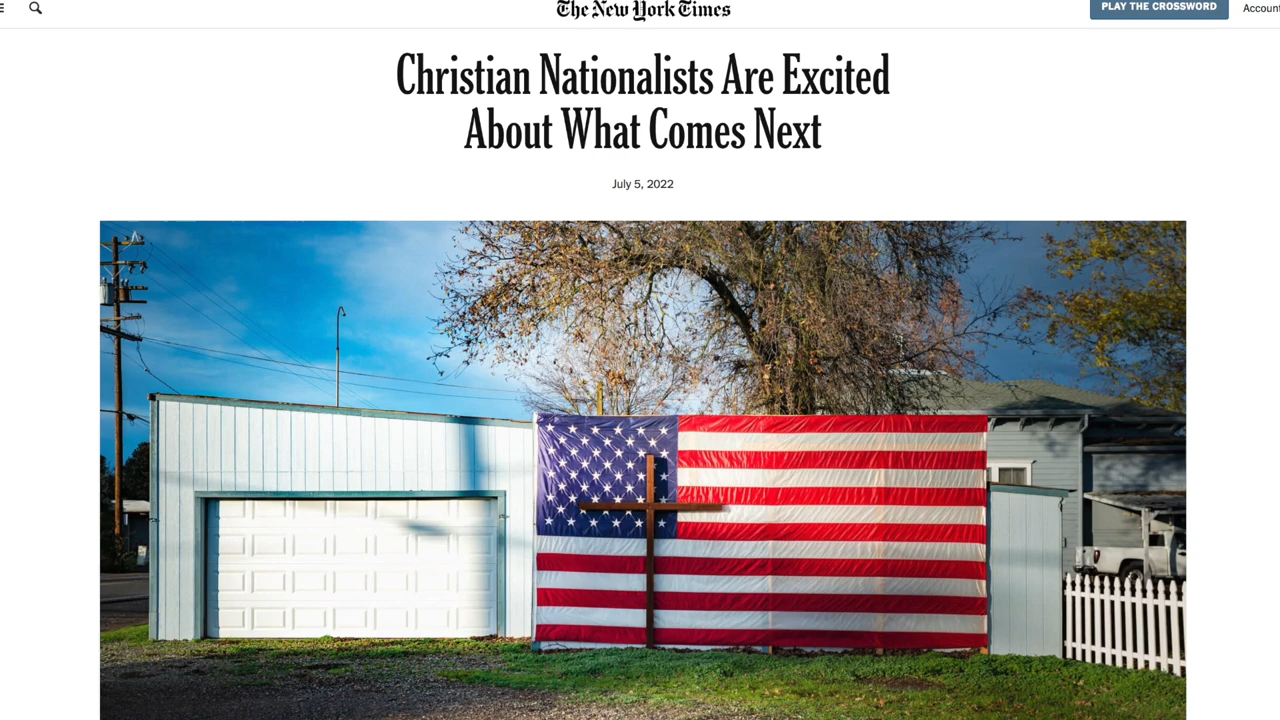 The New York Times
PLAY THE CROSSWORD
Account
Christian Nationalists Are Excited
About What Comes Next
July 5, 2022